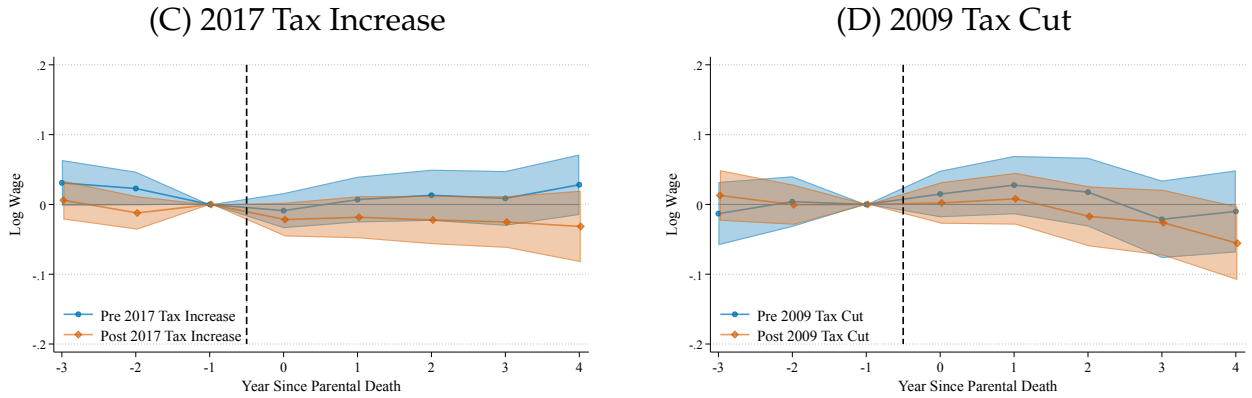 (C) 2017 Tax Increase
.2
.1
0
-.1
-.2
Log Wage
Pre 2017 Tax Increase
Post 2017 Tax Increase
-3 -2 -1 0 1 2 3 4
Year Since Parental Death
(D) 2009 Tax Cut
.2
.1
0
-.1
-.2
Log Wage
Pre 2009 Tax Cut
Post 2009 Tax Cut
-3 -2 -1 0 1 2 3 4
Year Since Parental Death